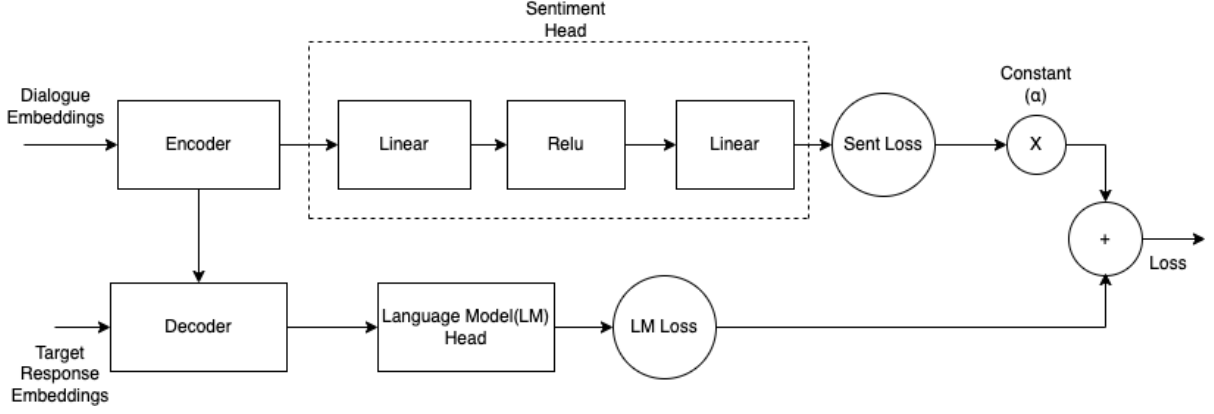 Sentiment
Head
Dialogue
Embeddings
Encoder
Linear
Relu
Linear
Sent Loss
Constant
(α)
X
+
Loss
Decoder
Language Model(LM)
Head
LM Loss
Target
Response
Embeddings